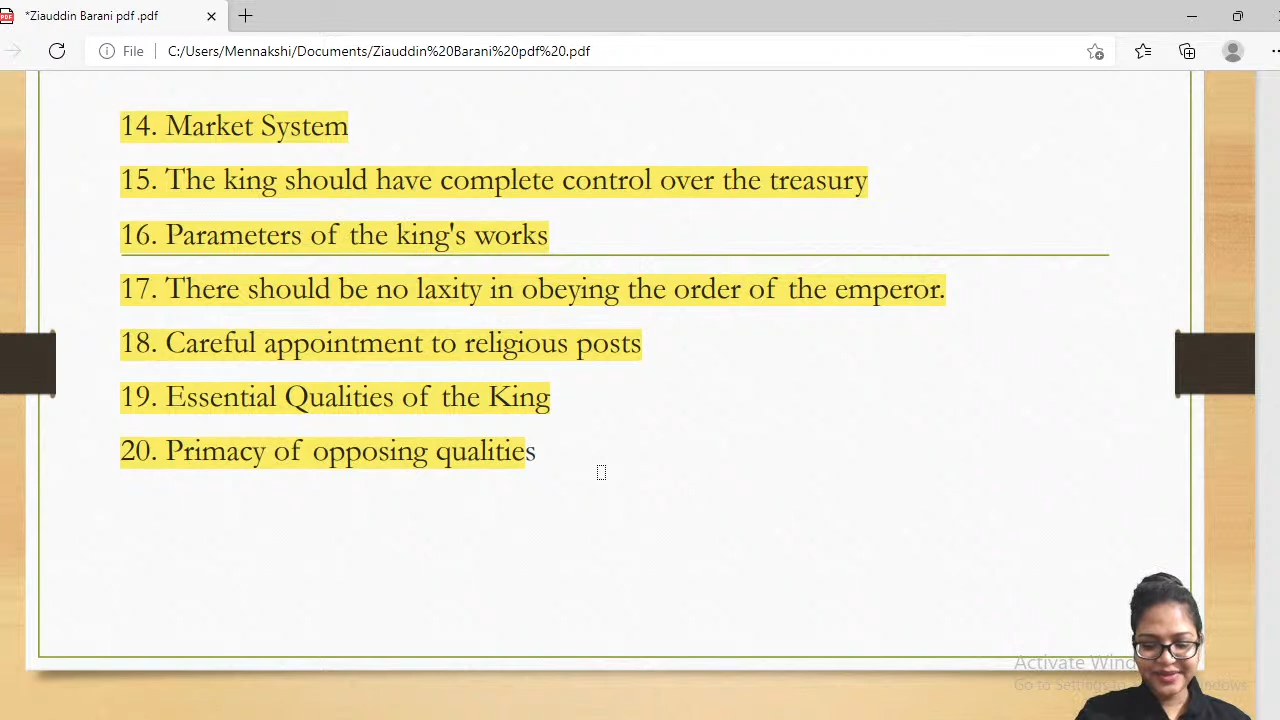 *Ziauddin Barani pdf .pdf
File
C:/Users/Mennakshi/Documents/Ziauddin%20Barani%20pdf%20.pdf
14. Market System
15. The king should have complete control over the treasury
16. Parameters of the king's works
17. There should be no laxity in obeying the order of the emperor.
18. Careful appointment to religious posts
19. Essential Qualities of the King
20. Primacy of opposing qualities
Activate
Go to Settings